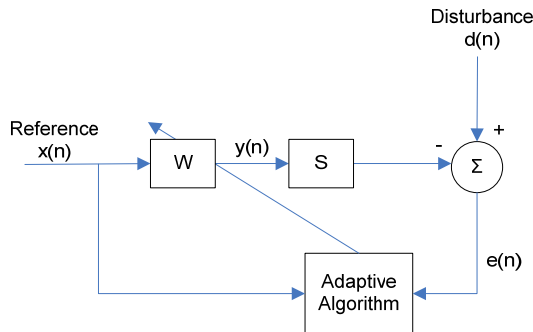 Disturbance
d(n)
Reference
x(n)
+
-
W
y(n)
S
Σ
e(n)
Adaptive
Algorithm